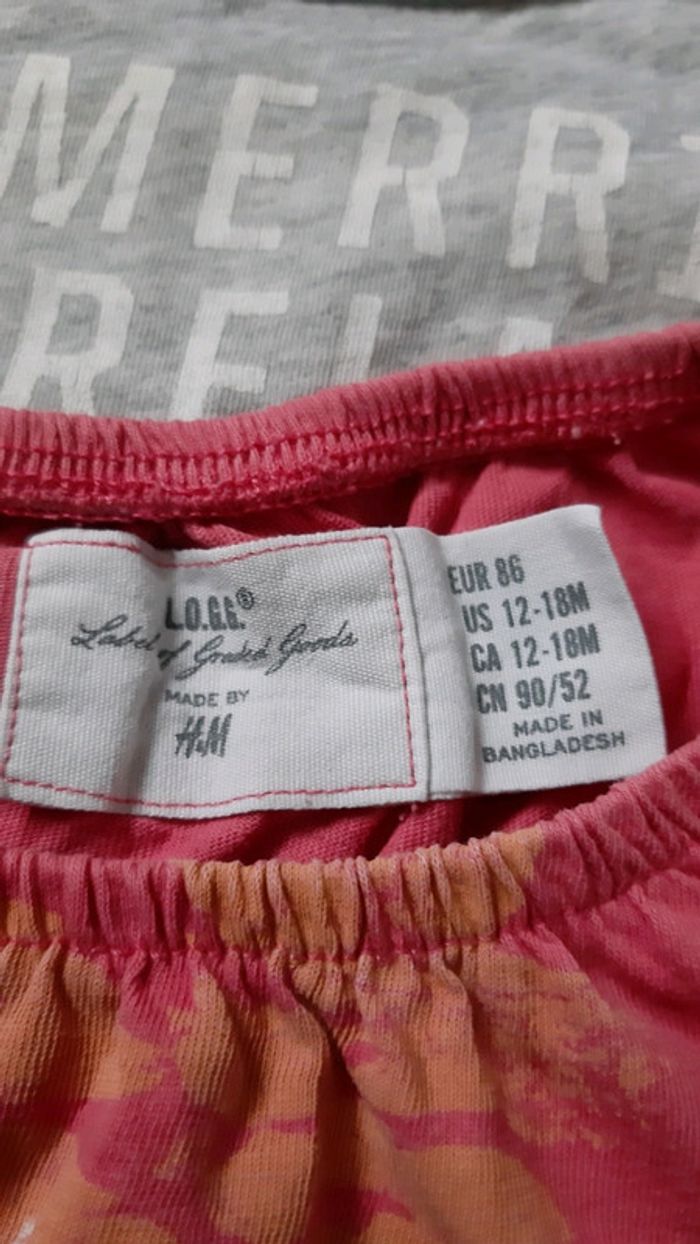 MERR
REL
L.O.G.G.®
Label of Graded Goods
MADE BY
H&M
EUR 86
US 12-18M
CA 12-18M
CN 90/52
MADE IN
BANGLADESH